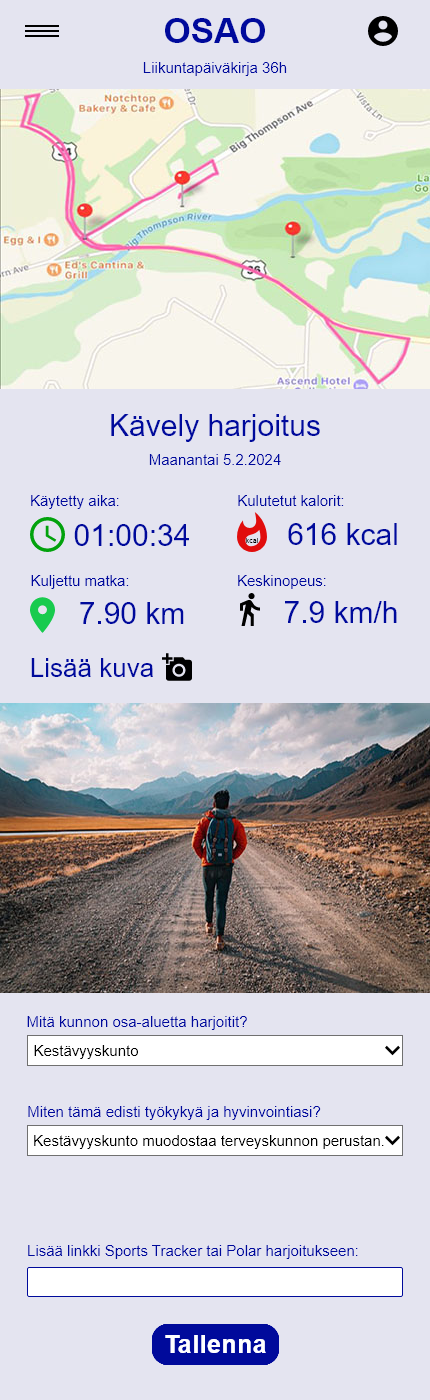 OSAO
Liikuntapäiväkirja 36h
Notchtop
Bakery & Cafe
Big Thompson Ave
Vista Ln
34
Big Thompson River
Egg & I
Ed's Cantina &
Grill
36
Ascend Hotel
Kävely harjoitus
Maanantai 5.2.2024
Käytetty aika:
01:00:34
Kulutetut kalorit:
kcal
616 kcal
Kuljettu matka:
7.90 km
Keskinopeus:
7.9 km/h
Lisää kuva
Mitä kunnon osa-aluetta harjoitit?
Kestävyyskunto
Miten tämä edisti työkykyä ja hyvinvointiasi?
Kestävyyskunto muodostaa terveyskunnon perustan.
Lisää linkki Sports Tracker tai Polar harjoitukseen:
Tallenna